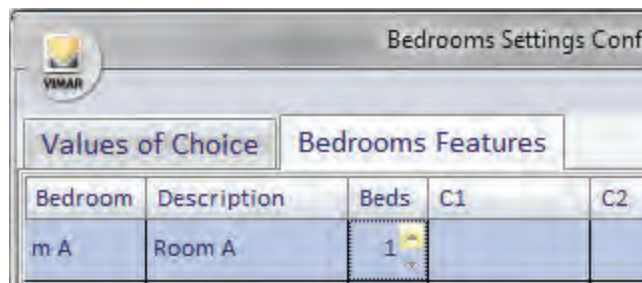 Bedrooms Settings Conf
VIMAR
Values of Choice Bedrooms Features
Bedroom Description Beds C1 C2
m A Room A 1